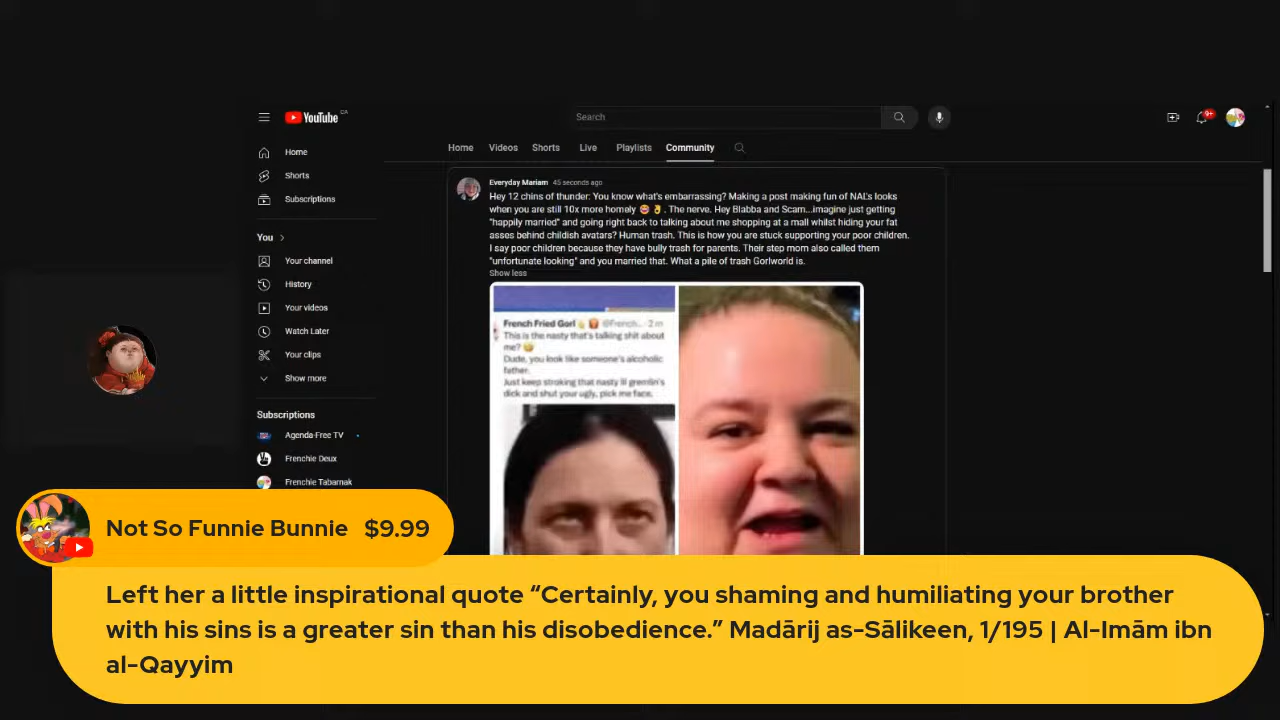 YouTube CA
Search
9+
Home
Shorts
Subscriptions
You
Your channel
History
Your videos
Watch Later
Your clips
Show more
Subscriptions
Agenda-Free TV
Frenchie Deux
Frenchie Tabarnak
Home Videos Shorts Live Playlists Community
Everyday Mariam 45 seconds ago
Hey 12 chins of thunder: You know what's embarrassing? Making a post making fun of NAL's looks
when you are still 10x more homely 🤭 👌. The nerve. Hey Blabba and Scam...imagine just getting
"happily married" and going right back to talking about me shopping at a mall whilst hiding your fat
asses behind childish avatars? Human trash. This is how you are stuck supporting your poor children.
I say poor children because they have bully trash for parents. Their step mom also called them
"unfortunate looking" and you married that. What a pile of trash Gorlworld is.
Show less
French Fried Gorl @French... · 2 m
This is the nasty that's talking shit about
me?
Dude, you look like someone's alcoholic
father.
Just keep stroking that nasty lil gremlin's
dick and shut your ugly, pick me face.
Not So Funnie Bunnie $9.99
Left her a little inspirational quote “Certainly, you shaming and humiliating your brother
with his sins is a greater sin than his disobedience.” Madārij as-Sālikeen, 1/195 | Al-Imām ibn
al-Qayyim